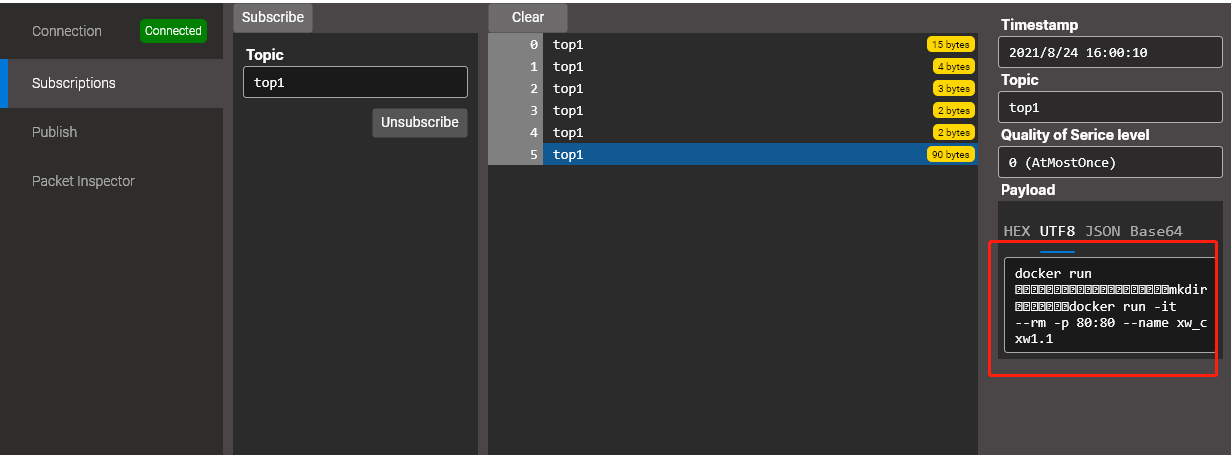 Connection
Connected
Subscriptions
Publish
Packet Inspector
Subscribe
Topic
top1
Unsubscribe
Clear
0 top1 15 bytes
1 top1 4 bytes
2 top1 3 bytes
3 top1 2 bytes
4 top1 2 bytes
5 top1 90 bytes
Timestamp
2021/8/24 16:00:10
Topic
top1
Quality of Serice level
0 (AtMostOnce)
Payload
HEX UTF8 JSON Base64
docker run
mkdir
docker run -it
--rm -p 80:80 --name xw_c
xw1.1